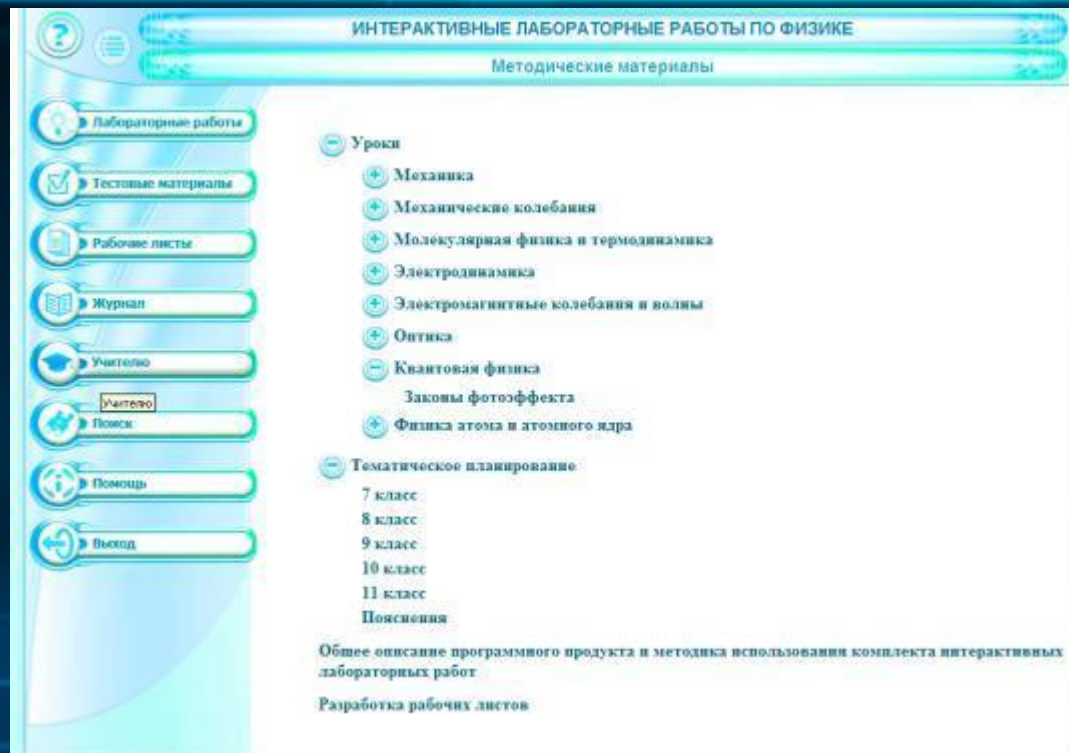 ИНТЕРАКТИВНЫЕ ЛАБОРАТОРНЫЕ РАБОТЫ ПО ФИЗИКЕ
Методические материалы
?
Лабораторные работы
Тестовые материалы
Рабочие листы
Журнал
Учителю
Учителю
Поиск
Помощь
Выход
Уроки
Механика
Механические колебания
Молекулярная физика и термодинамика
Электродинамика
Электромагнитные колебания и волны
Оптика
Квантовая физика
Законы фотоэффекта
Физика атома и атомного ядра
Тематическое планирование
7 класс
8 класс
9 класс
10 класс
11 класс
Пояснения
Общее описание программного продукта и методика использования комплекта интерактивных
лабораторных работ
Разработка рабочих листов